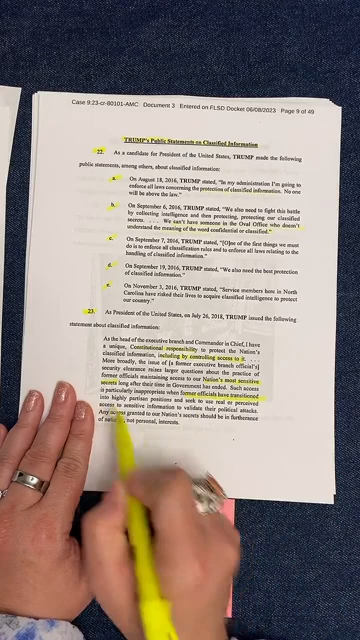 Case 9:23-cr-80101-AMC Document 3 Entered on FLSD Docket 06/08/2023 Page 9 of 49
TRUMP's Public Statements on Classified Information
22. As a candidate for President of the United States, TRUMP made the following
public statements, among others, about classified information:
a. On August 18, 2016, TRUMP stated, "In my administration I'm going to
enforce all laws concerning the protection of classified information. No one
will be above the law."
b. On September 6, 2016, TRUMP stated, "We also need to fight this battle
by collecting intelligence and then protecting, protecting our classified
secrets. . . . We can't have someone in the Oval Office who doesn't
understand the meaning of the word confidential or classified."
c. On September 7, 2016, TRUMP stated, "[O]ne of the first things we must
do is to enforce all classification rules and to enforce all laws relating to the
handling of classified information."
d. On September 19, 2016, TRUMP stated, "We also need the best protection
of classified information."
e. On November 3, 2016, TRUMP stated, "Service members here in North
Carolina have risked their lives to acquire classified intelligence to protect
our country."
23. As President of the United States, on July 26, 2018, TRUMP issued the following
statement about classified information:
As the head of the executive branch and Commander in Chief, I have
a unique, Constitutional responsibility to protect the Nation's
classified information, including by controlling access to it. . . .
More broadly, the issue of [a former executive branch official's]
security clearance raises larger questions about the practice of
former officials maintaining access to our Nation's most sensitive
secrets long after their time in Government has ended. Such access
is particularly inappropriate when former officials have transitioned
into highly partisan positions and seek to use real or perceived
access to sensitive information to validate their political attacks.
Any access granted to our Nation's secrets should be in furtherance
of national, not personal, interests.